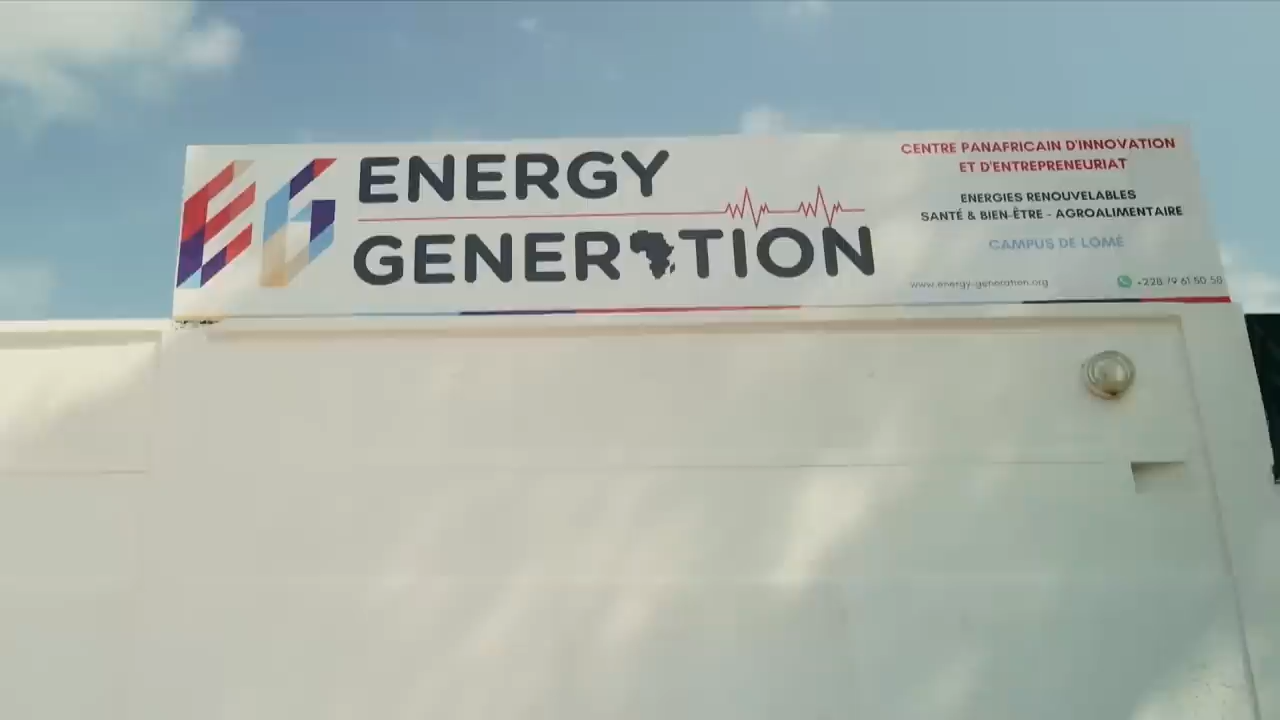 EG
ENERGY
GENERATION
CENTRE PANAFRICAIN D'INNOVATION
ET D'ENTREPRENEURIAT
ENERGIES RENOUVELABLES
SANTÉ & BIEN-ÊTRE - AGROALIMENTAIRE
CAMPUS DE LOMÉ
www.energy-generation.org
+228 79 61 50 58